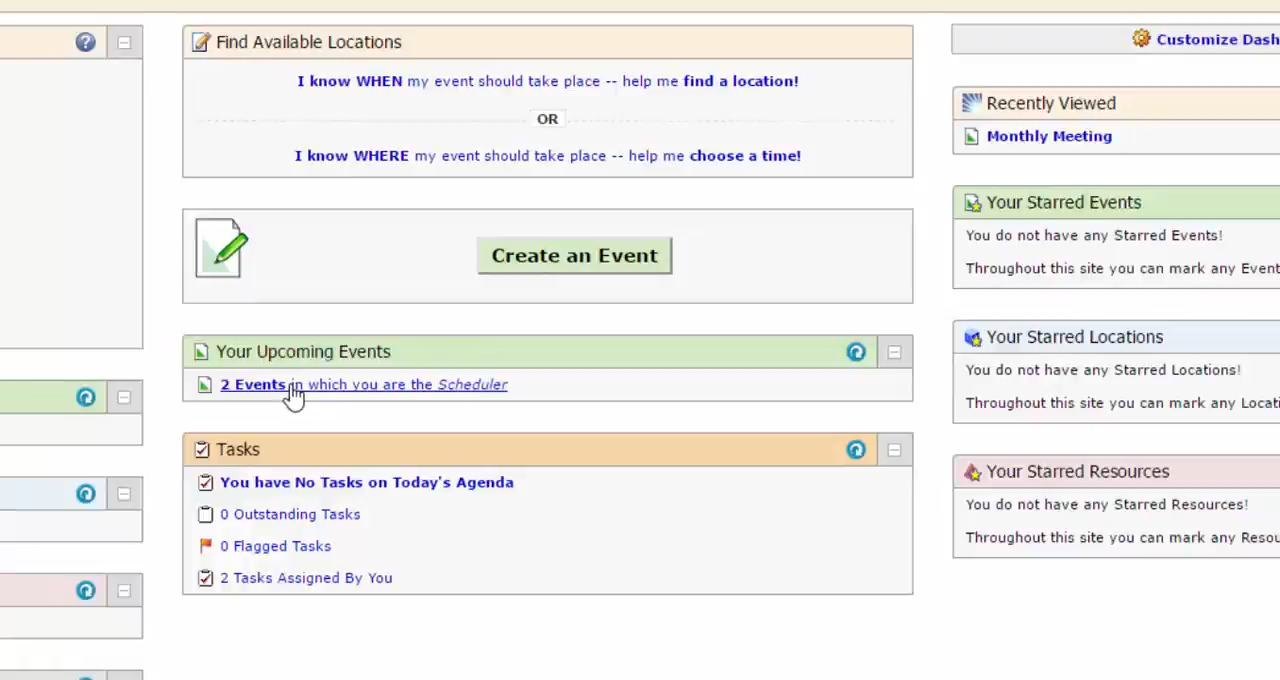 Find Available Locations
I know WHEN my event should take place -- help me find a location!
OR
I know WHERE my event should take place -- help me choose a time!
Create an Event
Your Upcoming Events
2 Events in which you are the Scheduler
Tasks
You have No Tasks on Today's Agenda
0 Outstanding Tasks
0 Flagged Tasks
2 Tasks Assigned By You
Customize Dash
Recently Viewed
Monthly Meeting
Your Starred Events
You do not have any Starred Events!
Throughout this site you can mark any Event
Your Starred Locations
You do not have any Starred Locations!
Throughout this site you can mark any Locati
Your Starred Resources
You do not have any Starred Resources!
Throughout this site you can mark any Resou